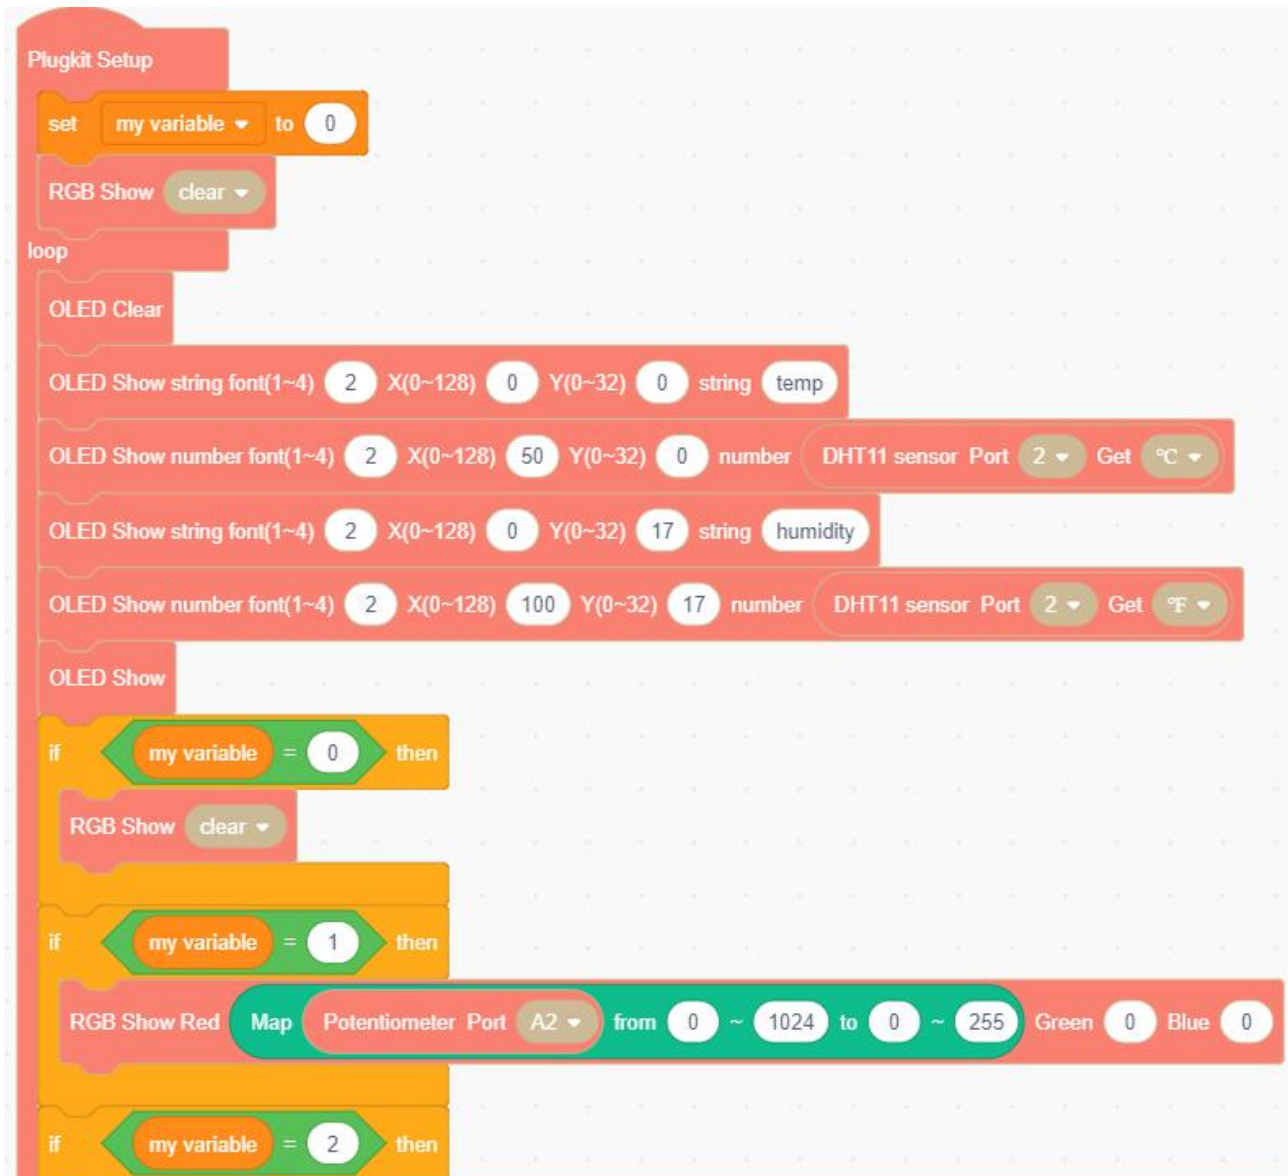 Plugkit Setup
set my variable to 0
RGB Show clear
loop
OLED Clear
OLED Show string font(1~4) 2 X(0~128) 0 Y(0~32) 0 string temp
OLED Show number font(1~4) 2 X(0~128) 50 Y(0~32) 0 number DHT11 sensor Port 2 Get °C
OLED Show string font(1~4) 2 X(0~128) 0 Y(0~32) 17 string humidity
OLED Show number font(1~4) 2 X(0~128) 100 Y(0~32) 17 number DHT11 sensor Port 2 Get °F
OLED Show
if my variable = 0 then
RGB Show clear
if my variable = 1 then
RGB Show Red Map Potentiometer Port A2 from 0 ~ 1024 to 0 ~ 255 Green 0 Blue 0
if my variable = 2 then